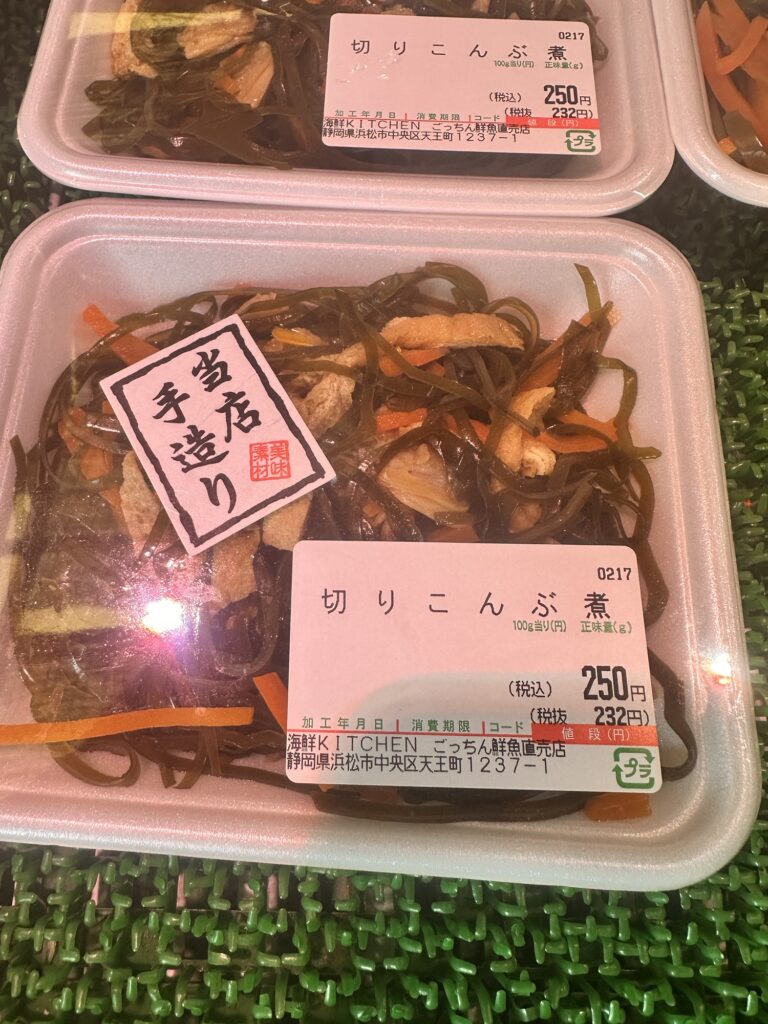 切りこんぶ煮
0217
100g当り(円) 正味量(g)
(税込) 250円
(税抜 232円)
加工年月日 消費期限 コード 値段(円)
海鮮KITCHEN ごっちん鮮魚直売店
静岡県浜松市中央区天王町1237-1
プラ
当店
手造り
美味
素材
0217
切りこんぶ煮
100g当り(円) 正味量(g)
(税込) 250円
(税抜 232円)
加工年月日 消費期限 コード 値段(円)
海鮮KITCHEN ごっちん鮮魚直売店
静岡県浜松市中央区天王町1237-1
プラ